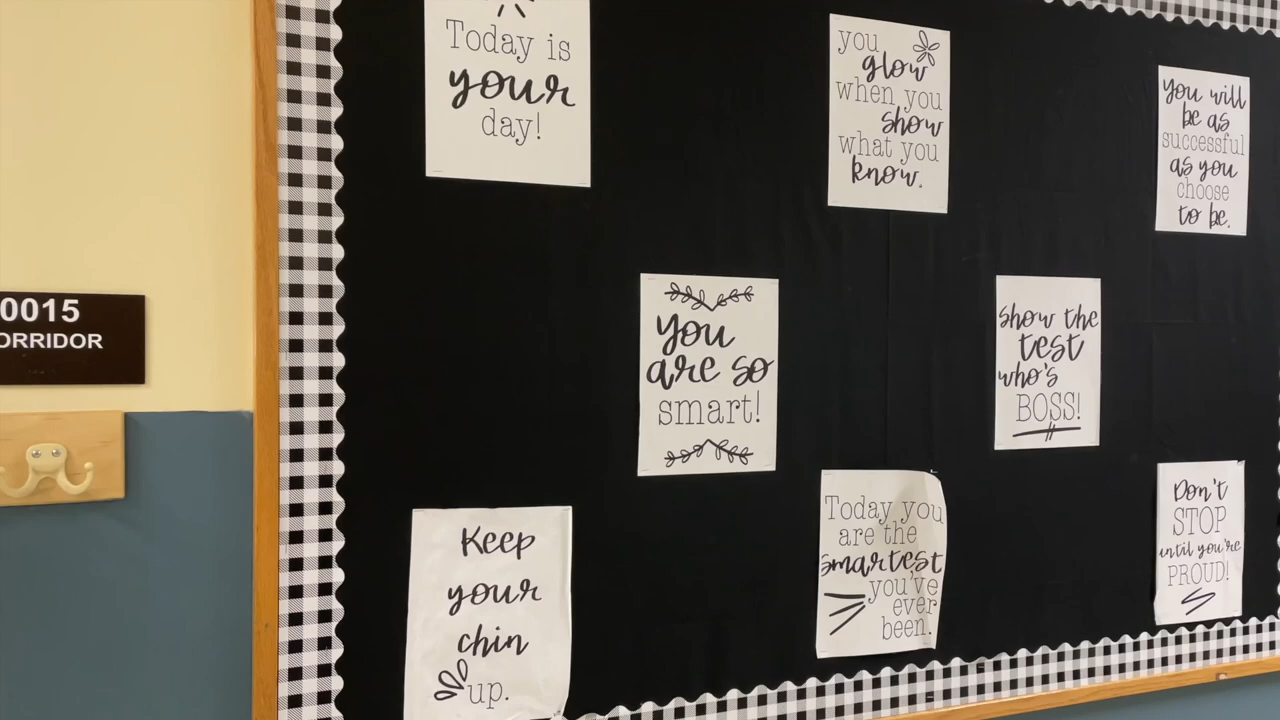 0015
ORRIDOR
Today is
your
day!
you
glow
when you
show
what you
know.
you will
be as
successful
as you
choose
to be.
you
are so
smart!
show the
test
who's
BOSS!
Keep
your
chin
up.
Today you
are the
smartest
you've
ever
been.
Don't
STOP
until you're
PROUD!